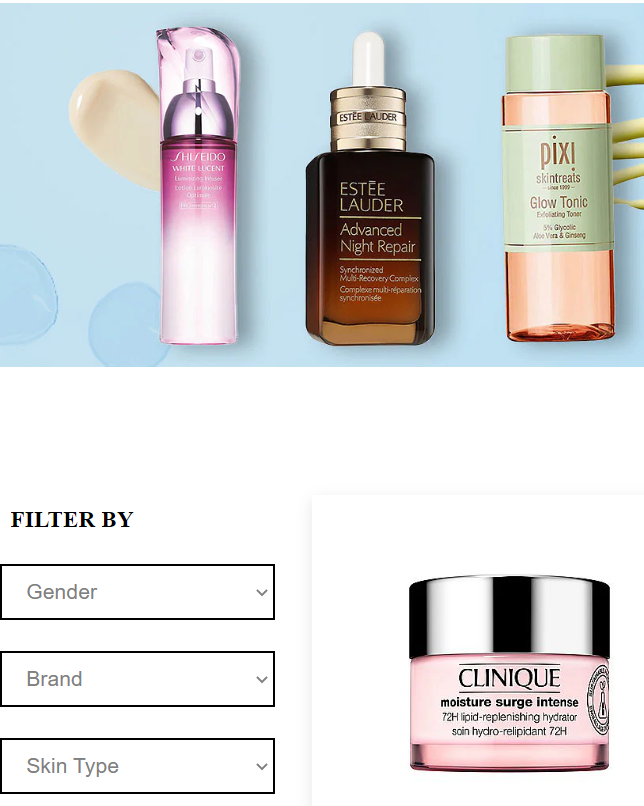 SHISEIDO
WHITE LUCENT
Luminizing Infuser
ESTĒE LAUDER
ESTĒE
LAUDER
Advanced
Night Repair
Synchronized
Multi-Recovery Complex
Complexe multi-réparation
synchronisée
pixi
skintreats
— since 1999 —
Glow Tonic
Exfoliating Toner
5% Glycolic
Aloe Vera & Ginseng
FILTER BY
Gender
Brand
Skin Type
CLINIQUE
moisture surge intense
72H lipid-replenishing hydrator
soin hydro-relipidant 72H